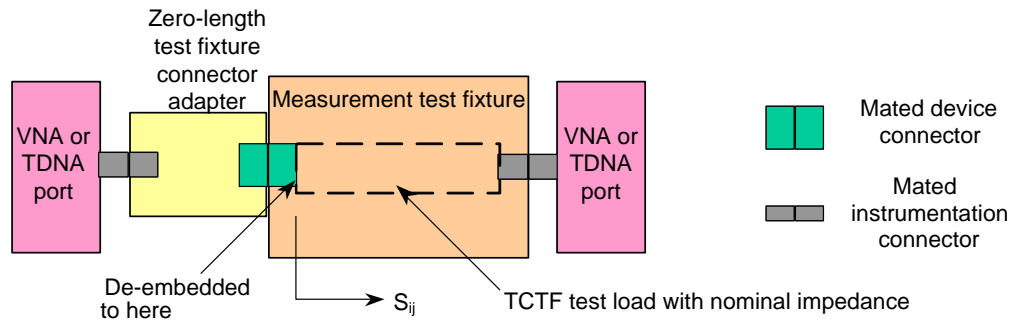 Zero-length
test fixture
connector
adapter
VNA or
TDNA
port
Measurement test fixture
VNA or
TDNA
port
Mated device
connector
Mated
instrumentation
connector
De-embedded
to here
Sij
TCTF test load with nominal impedance